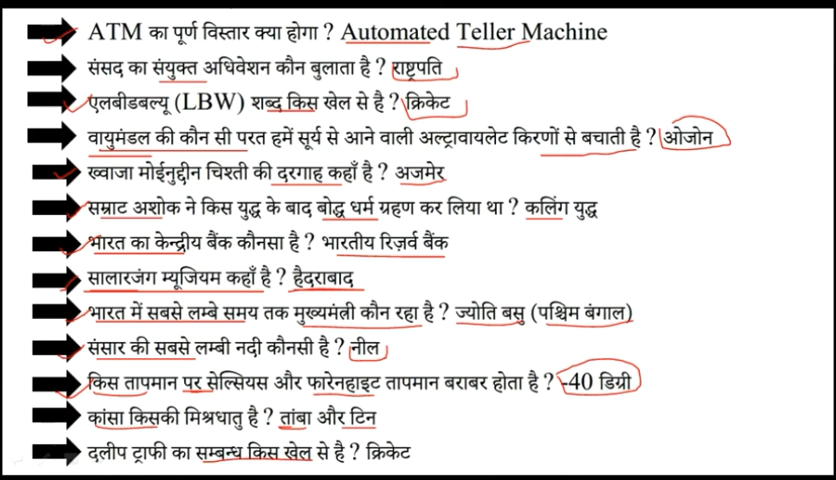 ATM का पूर्ण विस्तार क्या होगा ? Automated Teller Machine
संसद का संयुक्त अधिवेशन कौन बुलाता है ? राष्ट्रपति
एलबीडबल्यू (LBW) शब्द किस खेल से है ? क्रिकेट
वायुमंडल की कौन सी परत हमें सूर्य से आने वाली अल्ट्रावायलेट किरणों से बचाती है ? ओजोन
ख्वाजा मोईनुद्दीन चिश्ती की दरगाह कहाँ है ? अजमेर
सम्राट अशोक ने किस युद्ध के बाद बोद्ध धर्म ग्रहण कर लिया था ? कलिंग युद्ध
भारत का केन्द्रीय बैंक कौनसा है ? भारतीय रिज़र्व बैंक
सालारजंग म्यूजियम कहाँ है ? हैदराबाद
भारत में सबसे लम्बे समय तक मुख्यमंत्री कौन रहा है ? ज्योति बसु (पश्चिम बंगाल)
संसार की सबसे लम्बी नदी कौनसी है ? नील
किस तापमान पर सेल्सियस और फारेनहाइट तापमान बराबर होता है ? -40 डिग्री
कांसा किसकी मिश्रधातु है ? तांबा और टिन
दलीप ट्राफी का सम्बन्ध किस खेल से है ? क्रिकेट